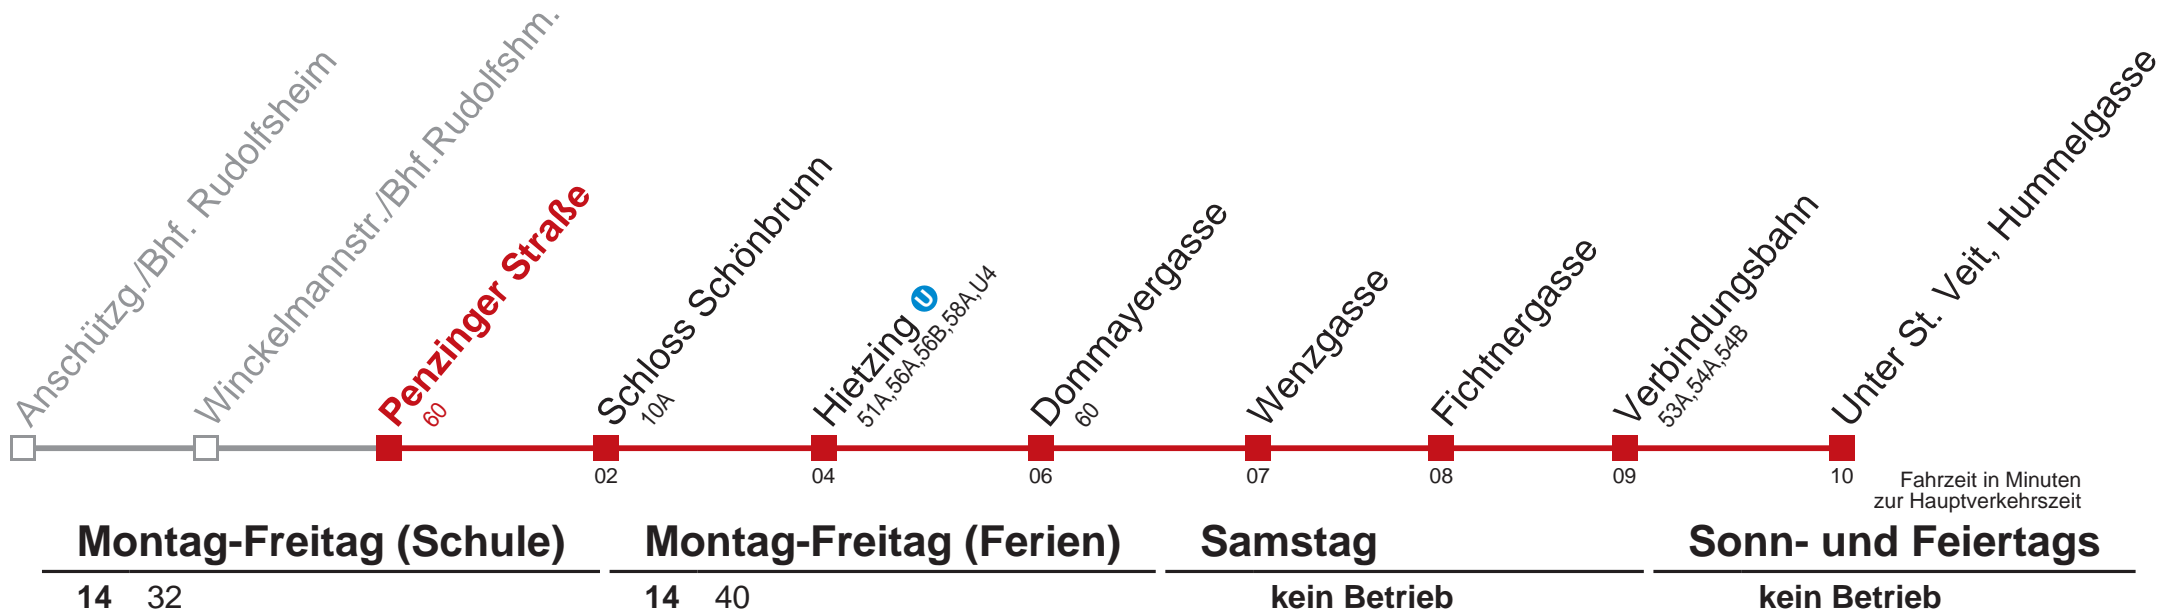 Anschützg./Bhf. Rudolfsheim
Winckelmannstr./Bhf.Rudolfshm.
Penzinger Straße
60
Schloss Schönbrunn
10A
Hietzing U
51A,56A,56B,58A,U4
Dommayergasse
60
Wenzgasse
Fichtnergasse
Verbindungsbahn
53A,54A,54B
Unter St. Veit, Hummelgasse
02 04 06 07 08 09 10
Fahrzeit in Minuten
zur Hauptverkehrszeit
Montag-Freitag (Schule) Montag-Freitag (Ferien) Samstag Sonn- und Feiertags
14 32 14 40 kein Betrieb kein Betrieb